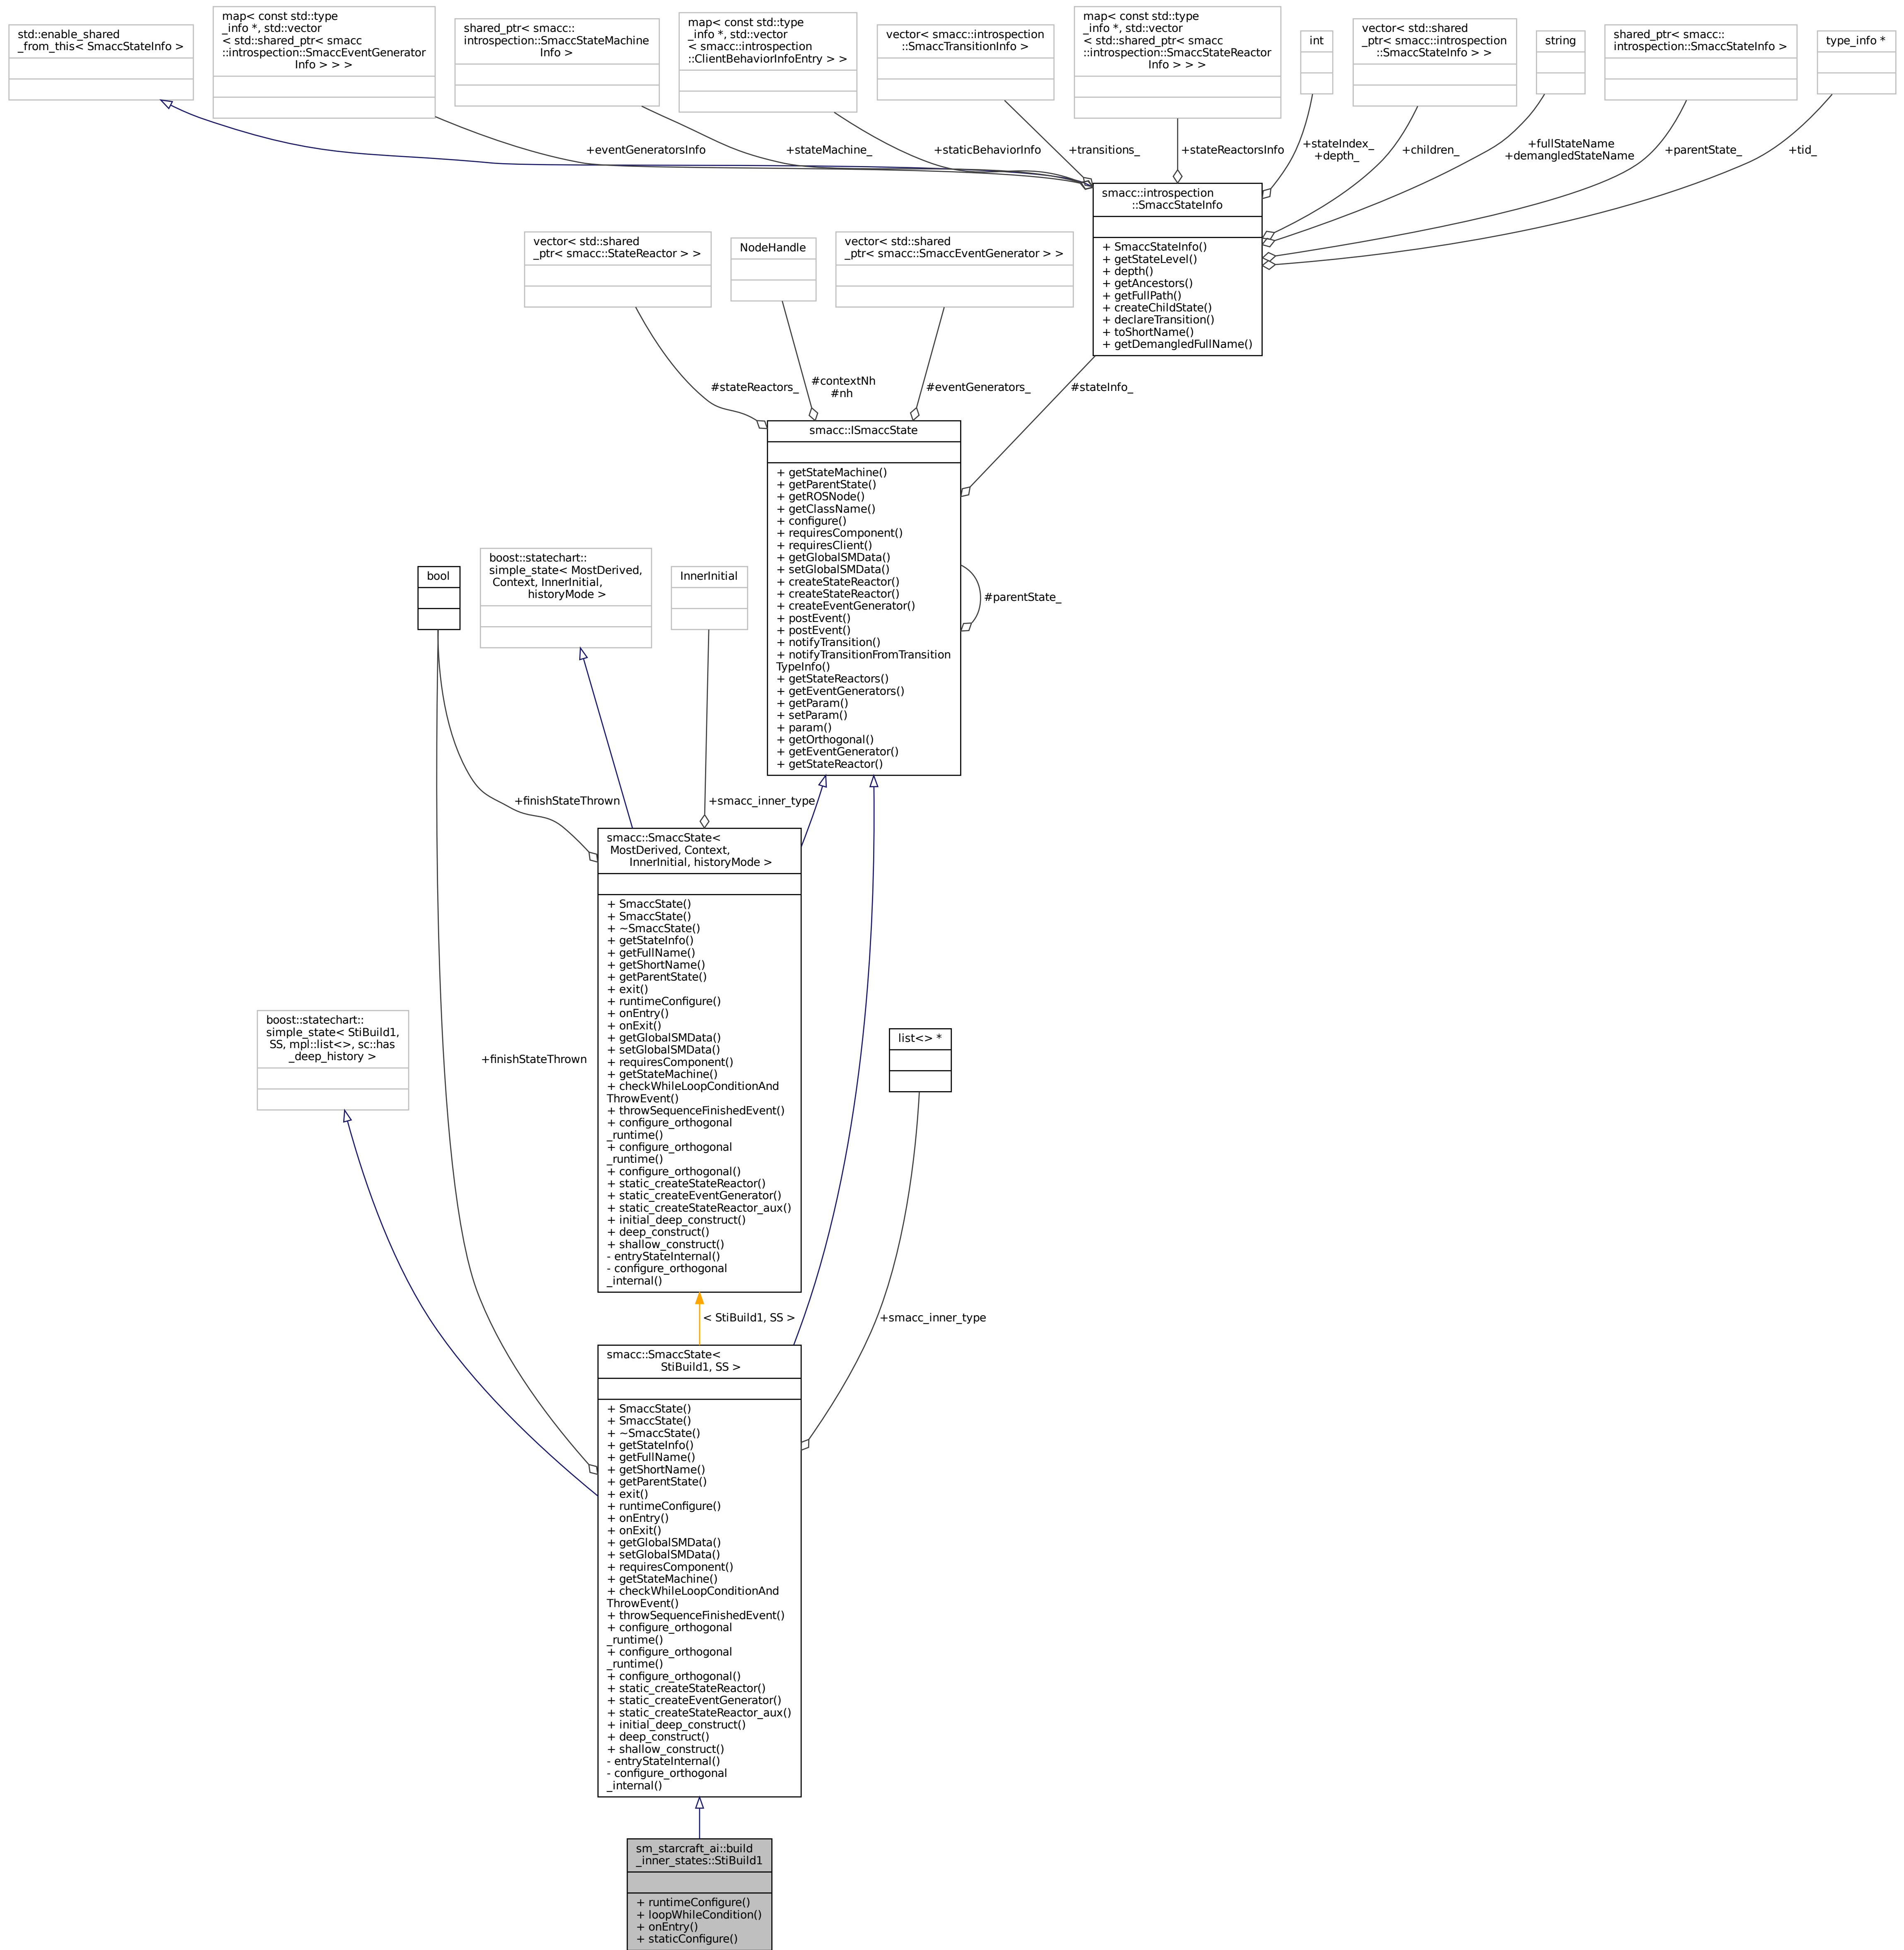 std::enable_shared
_from_this< SmaccStateInfo >
map< const std::type
_info *, std::vector
< std::shared_ptr< smacc
::introspection::SmaccEventGenerator
Info > > >
shared_ptr< smacc::
introspection::SmaccStateMachine
Info >
map< const std::type
_info *, std::vector
< smacc::introspection
::ClientBehaviorInfoEntry > >
vector< smacc::introspection
::SmaccTransitionInfo >
map< const std::type
_info *, std::vector
< std::shared_ptr< smacc
::introspection::SmaccStateReactor
Info > > >
int
vector< std::shared
_ptr< smacc::introspection
::SmaccStateInfo > >
string
shared_ptr< smacc::
introspection::SmaccStateInfo >
type_info *
+eventGeneratorsInfo
+stateMachine_
+staticBehaviorInfo
+transitions_
+stateReactorsInfo
+stateIndex_
+depth_
+children_
+fullStateName
+demangledStateName
+parentState_
+tid_
smacc::introspection
::SmaccStateInfo
+ SmaccStateInfo()
+ getStateLevel()
+ depth()
+ getAncestors()
+ getFullPath()
+ createChildState()
+ declareTransition()
+ toShortName()
+ getDemangledFullName()
vector< std::shared
_ptr< smacc::StateReactor > >
NodeHandle
vector< std::shared
_ptr< smacc::SmaccEventGenerator > >
#stateReactors_
#contextNh
#nh
#eventGenerators_
#stateInfo_
smacc::ISmaccState
+ getStateMachine()
+ getParentState()
+ getROSNode()
+ getClassName()
+ configure()
+ requiresComponent()
+ requiresClient()
+ getGlobalSMData()
+ setGlobalSMData()
+ createStateReactor()
+ createStateReactor()
+ createEventGenerator()
+ postEvent()
+ postEvent()
+ notifyTransition()
+ notifyTransitionFromTransition
TypeInfo()
+ getStateReactors()
+ getEventGenerators()
+ getParam()
+ setParam()
+ param()
+ getOrthogonal()
+ getEventGenerator()
+ getStateReactor()
#parentState_
bool
boost::statechart::
simple_state< MostDerived,
Context, InnerInitial,
historyMode >
InnerInitial
+finishStateThrown
+smacc_inner_type
smacc::SmaccState<
MostDerived, Context,
InnerInitial, historyMode >
+ SmaccState()
+ SmaccState()
+ ~SmaccState()
+ getStateInfo()
+ getFullName()
+ getShortName()
+ getParentState()
+ exit()
+ runtimeConfigure()
+ onEntry()
+ onExit()
+ getGlobalSMData()
+ setGlobalSMData()
+ requiresComponent()
+ getStateMachine()
+ checkWhileLoopConditionAnd
ThrowEvent()
+ throwSequenceFinishedEvent()
+ configure_orthogonal
_runtime()
+ configure_orthogonal
_runtime()
+ configure_orthogonal()
+ static_createStateReactor()
+ static_createEventGenerator()
+ static_createStateReactor_aux()
+ initial_deep_construct()
+ deep_construct()
+ shallow_construct()
- entryStateInternal()
- configure_orthogonal
_internal()
boost::statechart::
simple_state< StiBuild1,
SS, mpl::list<>, sc::has
_deep_history >
+finishStateThrown
list<> *
< StiBuild1, SS >
+smacc_inner_type
smacc::SmaccState<
StiBuild1, SS >
+ SmaccState()
+ SmaccState()
+ ~SmaccState()
+ getStateInfo()
+ getFullName()
+ getShortName()
+ getParentState()
+ exit()
+ runtimeConfigure()
+ onEntry()
+ onExit()
+ getGlobalSMData()
+ setGlobalSMData()
+ requiresComponent()
+ getStateMachine()
+ checkWhileLoopConditionAnd
ThrowEvent()
+ throwSequenceFinishedEvent()
+ configure_orthogonal
_runtime()
+ configure_orthogonal
_runtime()
+ configure_orthogonal()
+ static_createStateReactor()
+ static_createEventGenerator()
+ static_createStateReactor_aux()
+ initial_deep_construct()
+ deep_construct()
+ shallow_construct()
- entryStateInternal()
- configure_orthogonal
_internal()
sm_starcraft_ai::build
_inner_states::StiBuild1
+ runtimeConfigure()
+ loopWhileCondition()
+ onEntry()
+ staticConfigure()